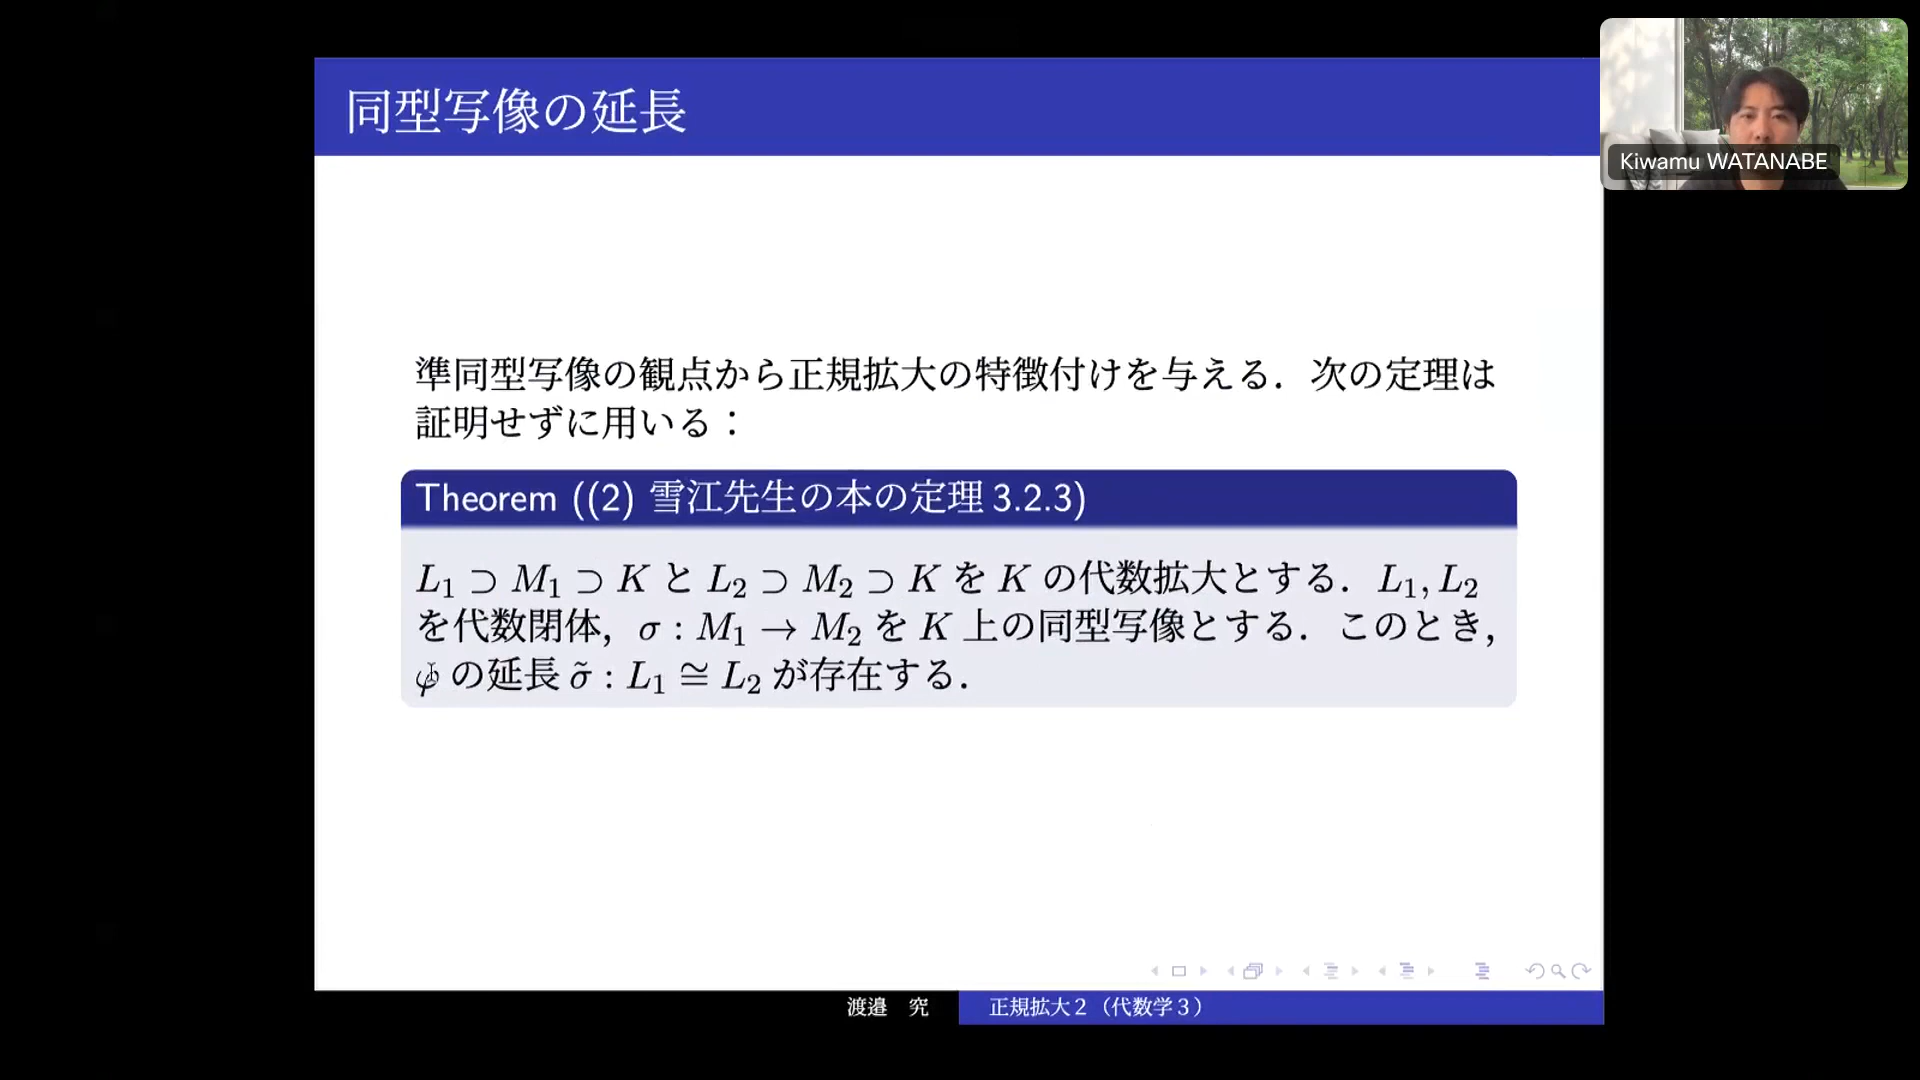 同型写像の延長
Kiwamu WATANABE
準同型写像の観点から正規拡大の特徴付けを与える．次の定理は
証明せずに用いる：
Theorem ((2) 雪江先生の本の定理 3.2.3)
L₁ ⊃ M₁ ⊃ K と L₂ ⊃ M₂ ⊃ K を K の代数拡大とする．L₁, L₂
を代数閉体，σ : M₁ → M₂ を K 上の同型写像とする．このとき，
φ の延長 σ̃ : L₁ ≅ L₂ が存在する．
渡邉 究
正規拡大２（代数学３）